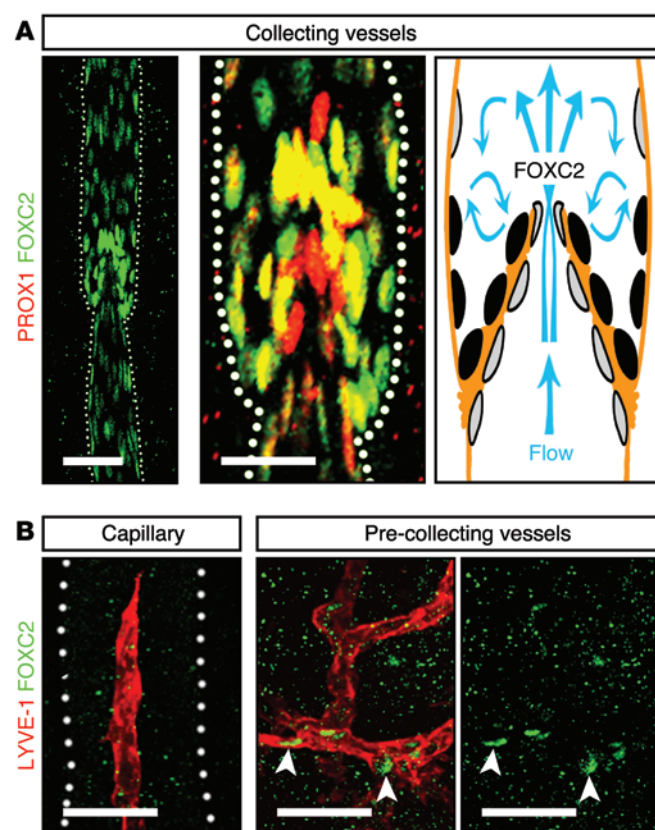 A
Collecting vessels
PROX1 FOXC2
FOXC2
Flow
B
Capillary
Pre-collecting vessels
LYVE-1 FOXC2